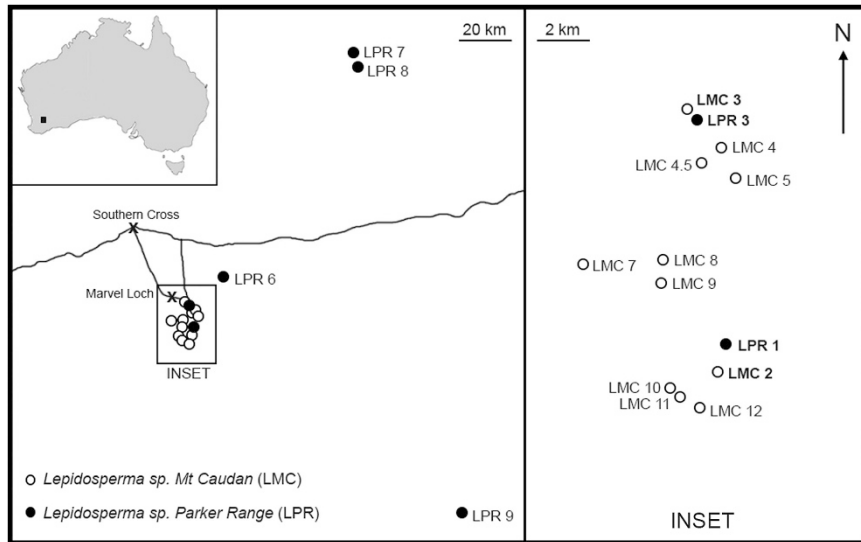 20 km
LPR 7
LPR 8
Southern Cross
X
LPR 6
Marvel Loch
X
INSET
Lepidosperma sp. Mt Caudan (LMC)
Lepidosperma sp. Parker Range (LPR)
LPR 9
2 km
N
LMC 3
LPR 3
LMC 4
LMC 4.5
LMC 5
LMC 7
LMC 8
LMC 9
LPR 1
LMC 2
LMC 10
LMC 11
LMC 12
INSET